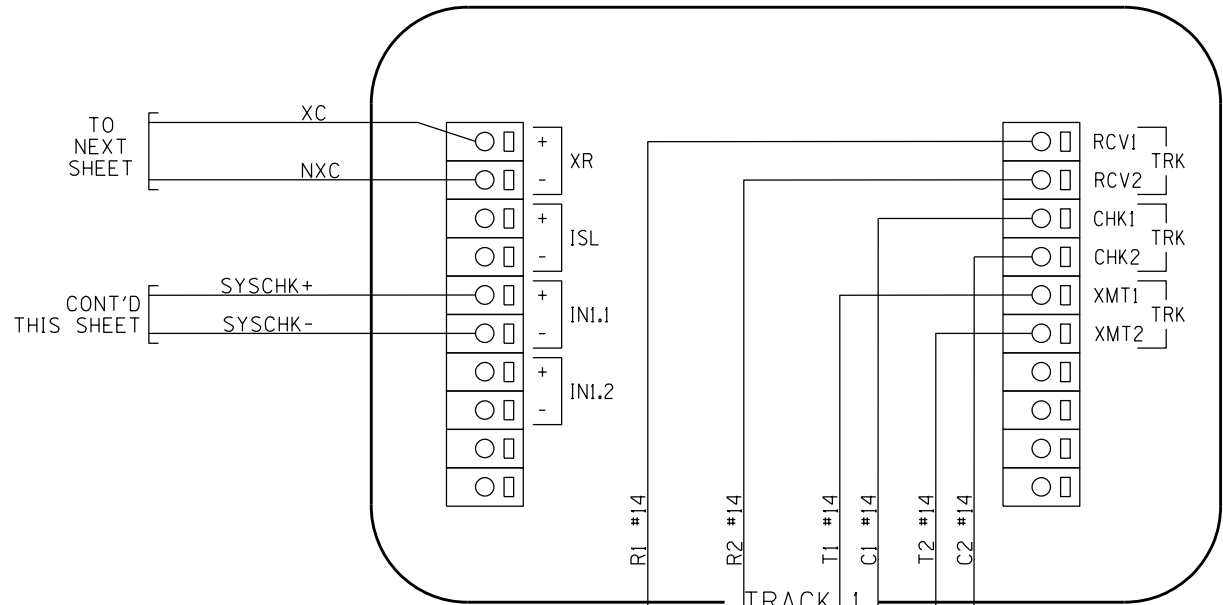 TO
NEXT
SHEET
XC
NXC
+
-
XR
+
-
ISL
CONT'D
THIS SHEET
SYSCHK+
SYSCHK-
+
-
IN1.1
+
-
IN1.2
RCV1
RCV2
TRK
CHK1
CHK2
TRK
XMT1
XMT2
TRK
R1 #14
R2 #14
T1 #14
C1 #14
T2 #14
C2 #14
TRACK 1